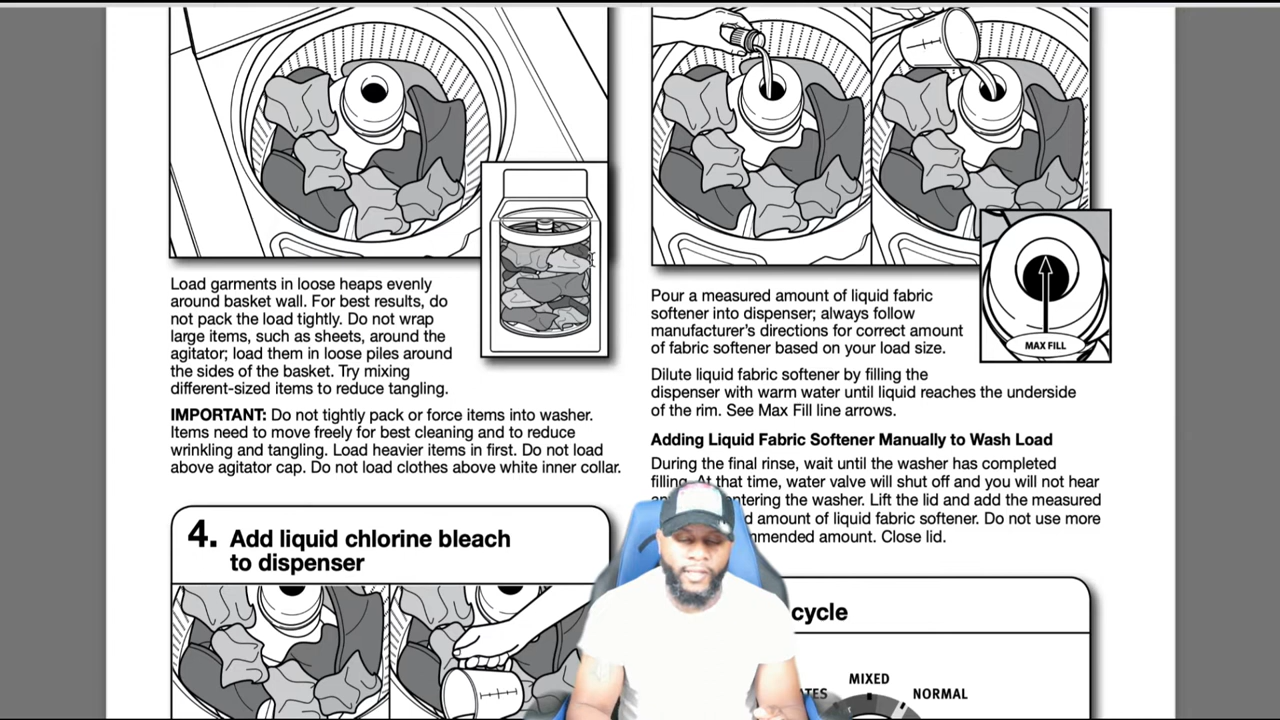 Load garments in loose heaps evenly
around basket wall. For best results, do
not pack the load tightly. Do not wrap
large items, such as sheets, around the
agitator; load them in loose piles around
the sides of the basket. Try mixing
different-sized items to reduce tangling.
IMPORTANT: Do not tightly pack or force items into washer.
Items need to move freely for best cleaning and to reduce
wrinkling and tangling. Load heavier items in first. Do not load
above agitator cap. Do not load clothes above white inner collar.
4. Add liquid chlorine bleach
to dispenser
MAX FILL
Pour a measured amount of liquid fabric
softener into dispenser; always follow
manufacturer's directions for correct amount
of fabric softener based on your load size.
Dilute liquid fabric softener by filling the
dispenser with warm water until liquid reaches the underside
of the rim. See Max Fill line arrows.
Adding Liquid Fabric Softener Manually to Wash Load
During the final rinse, wait until the washer has completed
filling. At that time, water valve will shut off and you will not hear
entering the washer. Lift the lid and add the measured
amount of liquid fabric softener. Do not use more
amount. Close lid.
cycle
MIXED
NORMAL